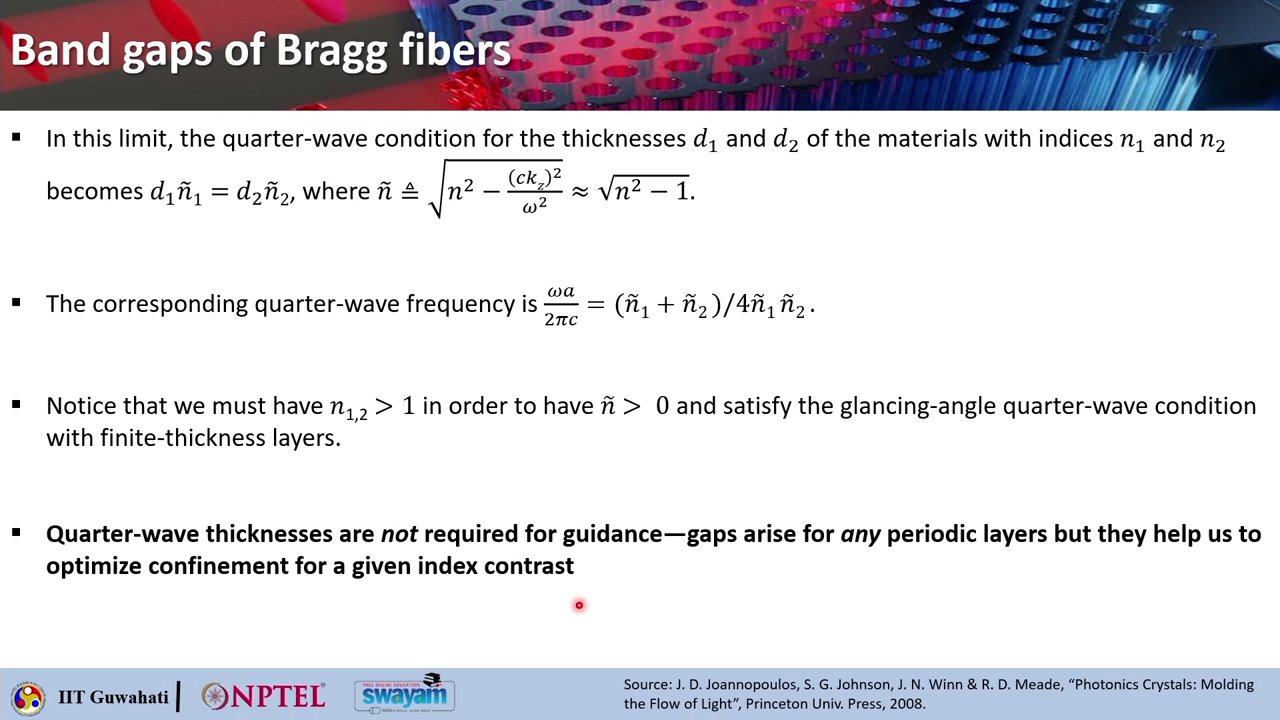 Band gaps of Bragg fibers
▪ In this limit, the quarter-wave condition for the thicknesses d₁ and d₂ of the materials with indices n₁ and n₂
becomes d₁ñ₁ = d₂ñ₂, where ñ ≜ √(n² − (ck_z)²/ω²) ≈ √(n² − 1).
▪ The corresponding quarter-wave frequency is ωa/2πc = (ñ₁ + ñ₂)/4ñ₁ñ₂.
▪ Notice that we must have n₁,₂ > 1 in order to have ñ > 0 and satisfy the glancing-angle quarter-wave condition
with finite-thickness layers.
▪ Quarter-wave thicknesses are not required for guidance—gaps arise for any periodic layers but they help us to
optimize confinement for a given index contrast
IIT Guwahati
NPTEL
FREE ONLINE EDUCATION
swayam
Source: J. D. Joannopoulos, S. G. Johnson, J. N. Winn & R. D. Meade, “Photonics Crystals: Molding
the Flow of Light”, Princeton Univ. Press, 2008.